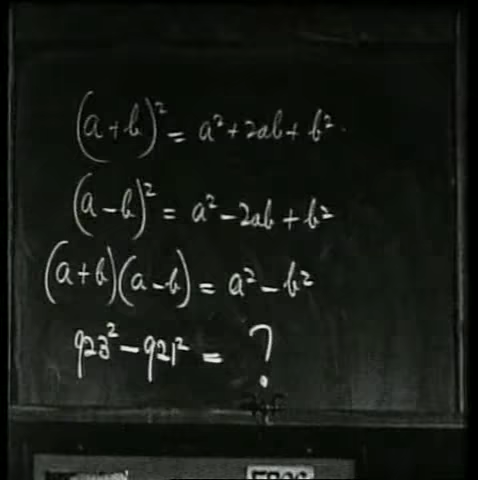 (a+b)² = a²+2ab+b².
(a-b)² = a²-2ab+b²
(a+b)(a-b) = a²-b²
923²-921² = ?